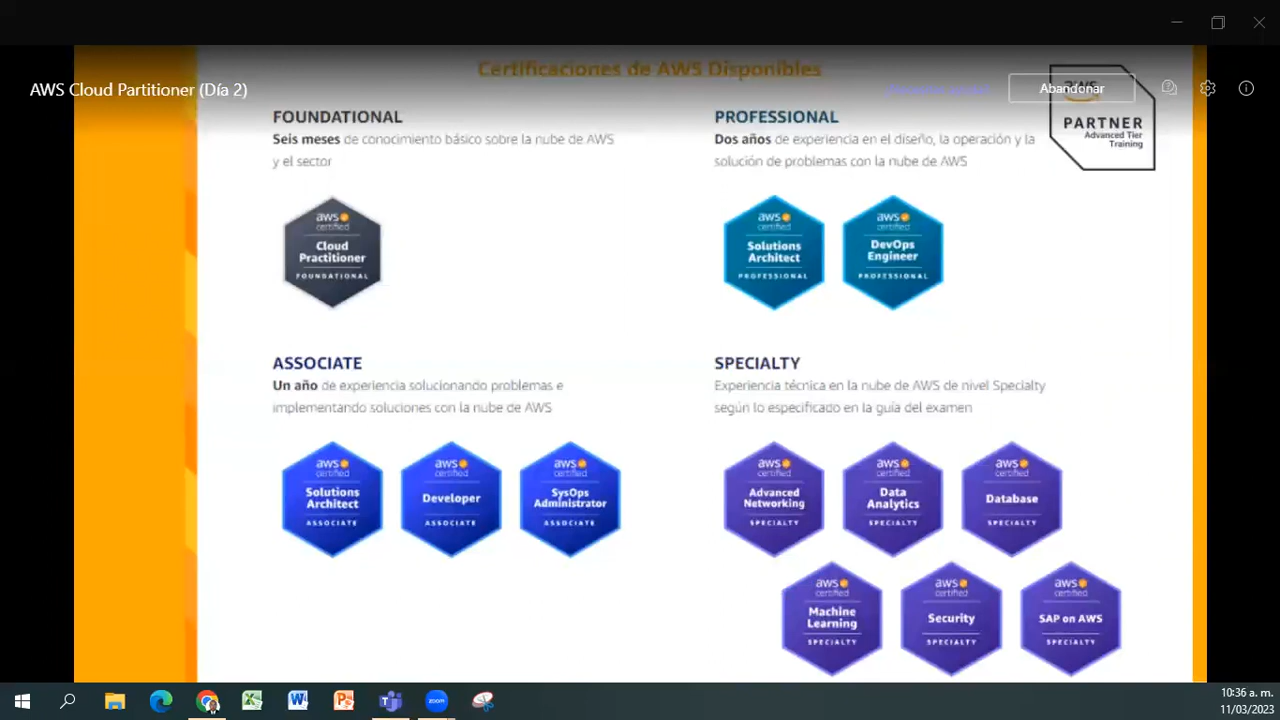 Certificaciones de AWS Disponibles
AWS Cloud Partitioner (Día 2)
Abandonar
aws
PARTNER
Advanced Tier
Training
FOUNDATIONAL
Seis meses de conocimiento básico sobre la nube de AWS
y el sector
aws
certified
Cloud
Practitioner
FOUNDATIONAL
PROFESSIONAL
Dos años de experiencia en el diseño, la operación y la
solución de problemas con la nube de AWS
aws
certified
Solutions
Architect
PROFESSIONAL
aws
certified
DevOps
Engineer
PROFESSIONAL
ASSOCIATE
Un año de experiencia solucionando problemas e
implementando soluciones con la nube de AWS
aws
certified
Solutions
Architect
ASSOCIATE
aws
certified
Developer
ASSOCIATE
aws
certified
SysOps
Administrator
ASSOCIATE
SPECIALTY
Experiencia técnica en la nube de AWS de nivel Specialty
según lo especificado en la guía del examen
aws
certified
Advanced
Networking
SPECIALTY
aws
certified
Data
Analytics
SPECIALTY
aws
certified
Database
SPECIALTY
aws
certified
Machine
Learning
SPECIALTY
aws
certified
Security
SPECIALTY
aws
certified
SAP on AWS
SPECIALTY
zoom
10:36 a. m.
11/03/2023